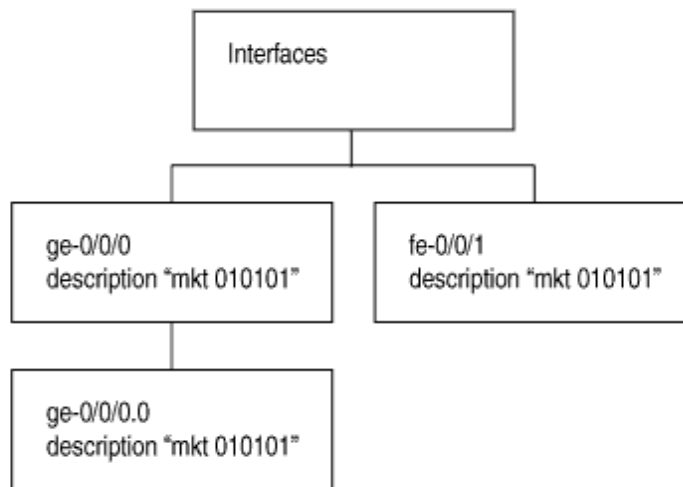 Interfaces
ge-0/0/0
description “mkt 010101”
fe-0/0/1
description “mkt 010101”
ge-0/0/0.0
description “mkt 010101”